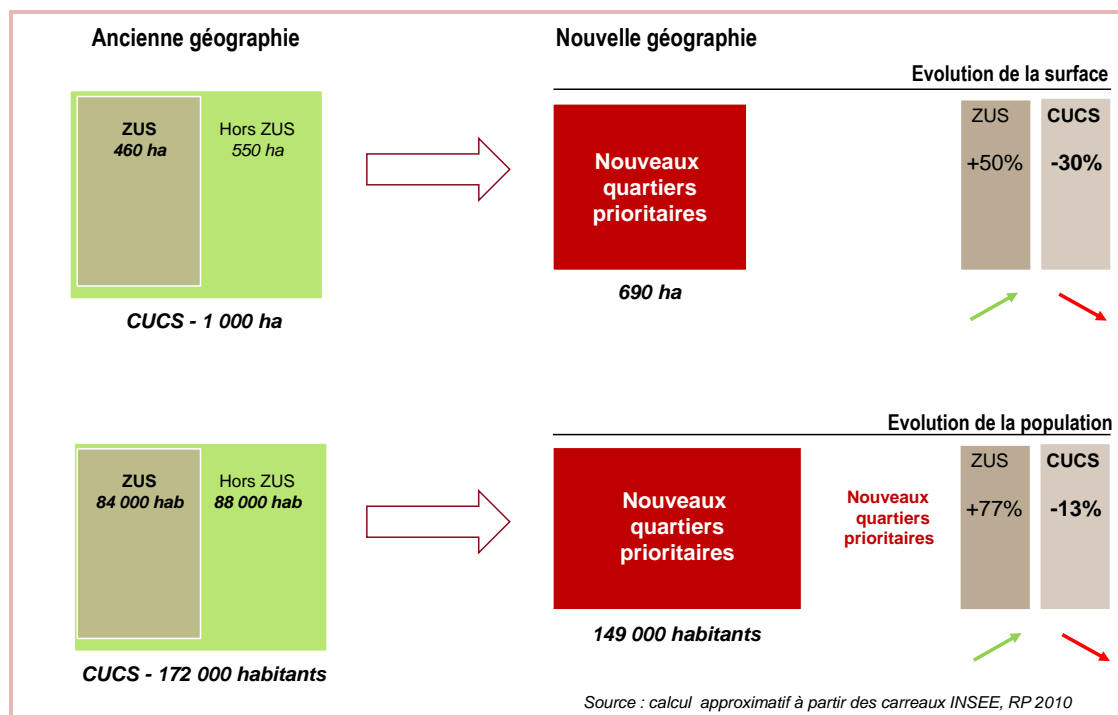 Ancienne géographie
Nouvelle géographie
Evolution de la surface
ZUS
460 ha
Hors ZUS
550 ha
CUCS - 1 000 ha
Nouveaux
quartiers
prioritaires
690 ha
ZUS
+50%
CUCS
-30%
Evolution de la population
ZUS
84 000 hab
Hors ZUS
88 000 hab
CUCS - 172 000 habitants
Nouveaux
quartiers
prioritaires
149 000 habitants
Nouveaux
quartiers
prioritaires
ZUS
+77%
CUCS
-13%
Source : calcul approximatif à partir des carreaux INSEE, RP 2010